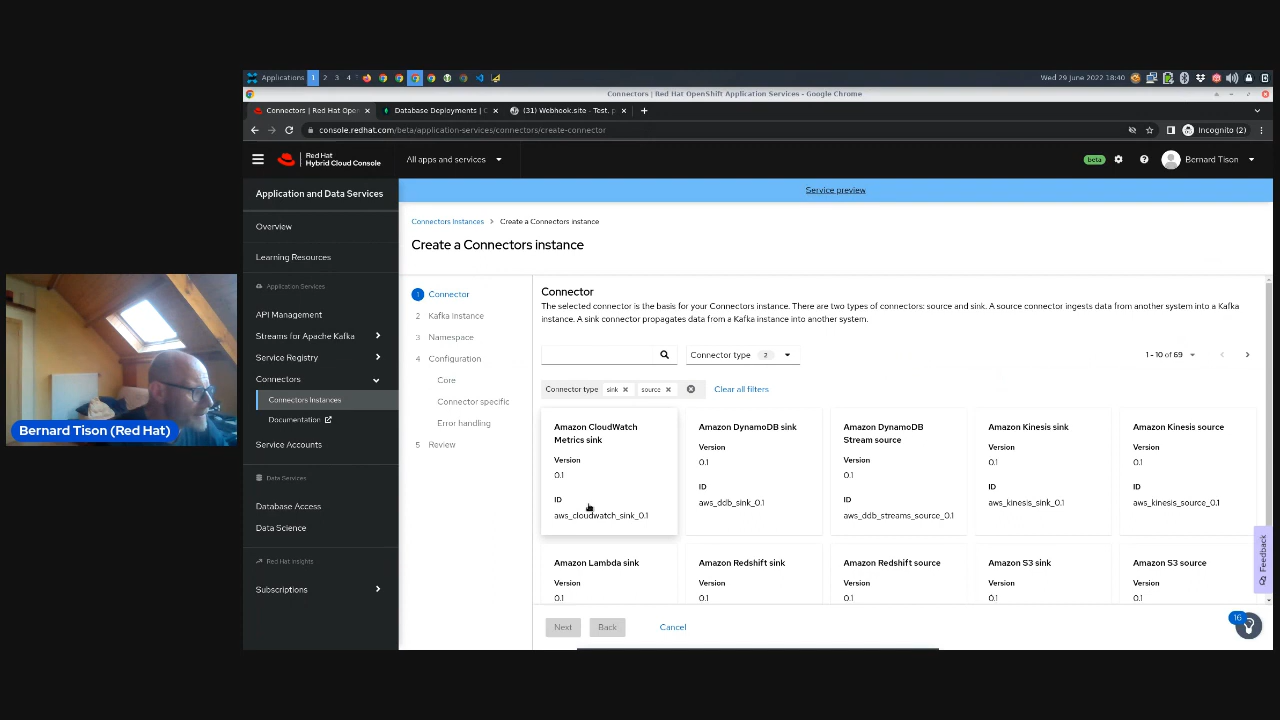 Applications 1 2 3 4 Wed 29 June 2022 18:40
Connectors | Red Hat OpenShift Application Services - Google Chrome
Connectors | Red Hat Open Database Deployments | C (31) Webhook.site - Test, p
console.redhat.com/beta/application-services/connectors/create-connector Incognito (2)
Red Hat
Hybrid Cloud Console
All apps and services
beta
Bernard Tison
Application and Data Services
Overview
Learning Resources
Application Services
API Management
Streams for Apache Kafka
Service Registry
Connectors
Connectors Instances
Documentation
Service Accounts
Data Services
Database Access
Data Science
Red Hat Insights
Subscriptions
Service preview
Connectors Instances > Create a Connectors instance
Create a Connectors instance
1 Connector
2 Kafka Instance
3 Namespace
4 Configuration
Core
Connector specific
Error handling
5 Review
Connector
The selected connector is the basis for your Connectors instance. There are two types of connectors: source and sink. A source connector ingests data from another system into a Kafka
instance. A sink connector propagates data from a Kafka instance into another system.
Connector type 2
1 - 10 of 69
Connector type sink source Clear all filters
Amazon CloudWatch
Metrics sink
Version
0.1
ID
aws_cloudwatch_sink_0.1
Amazon DynamoDB sink
Version
0.1
ID
aws_ddb_sink_0.1
Amazon DynamoDB
Stream source
Version
0.1
ID
aws_ddb_streams_source_0.1
Amazon Kinesis sink
Version
0.1
ID
aws_kinesis_sink_0.1
Amazon Kinesis source
Version
0.1
ID
aws_kinesis_source_0.1
Amazon Lambda sink
Version
0.1
Amazon Redshift sink
Version
0.1
Amazon Redshift source
Version
0.1
Amazon S3 sink
Version
0.1
Amazon S3 source
Version
0.1
Next Back Cancel
Feedback
16
Bernard Tison (Red Hat)